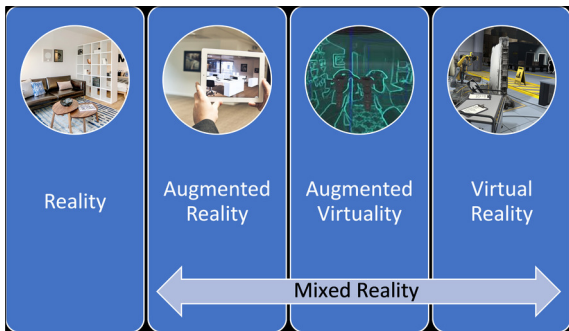 Reality
Augmented
Reality
Augmented
Virtuality
Virtual
Reality
Mixed Reality